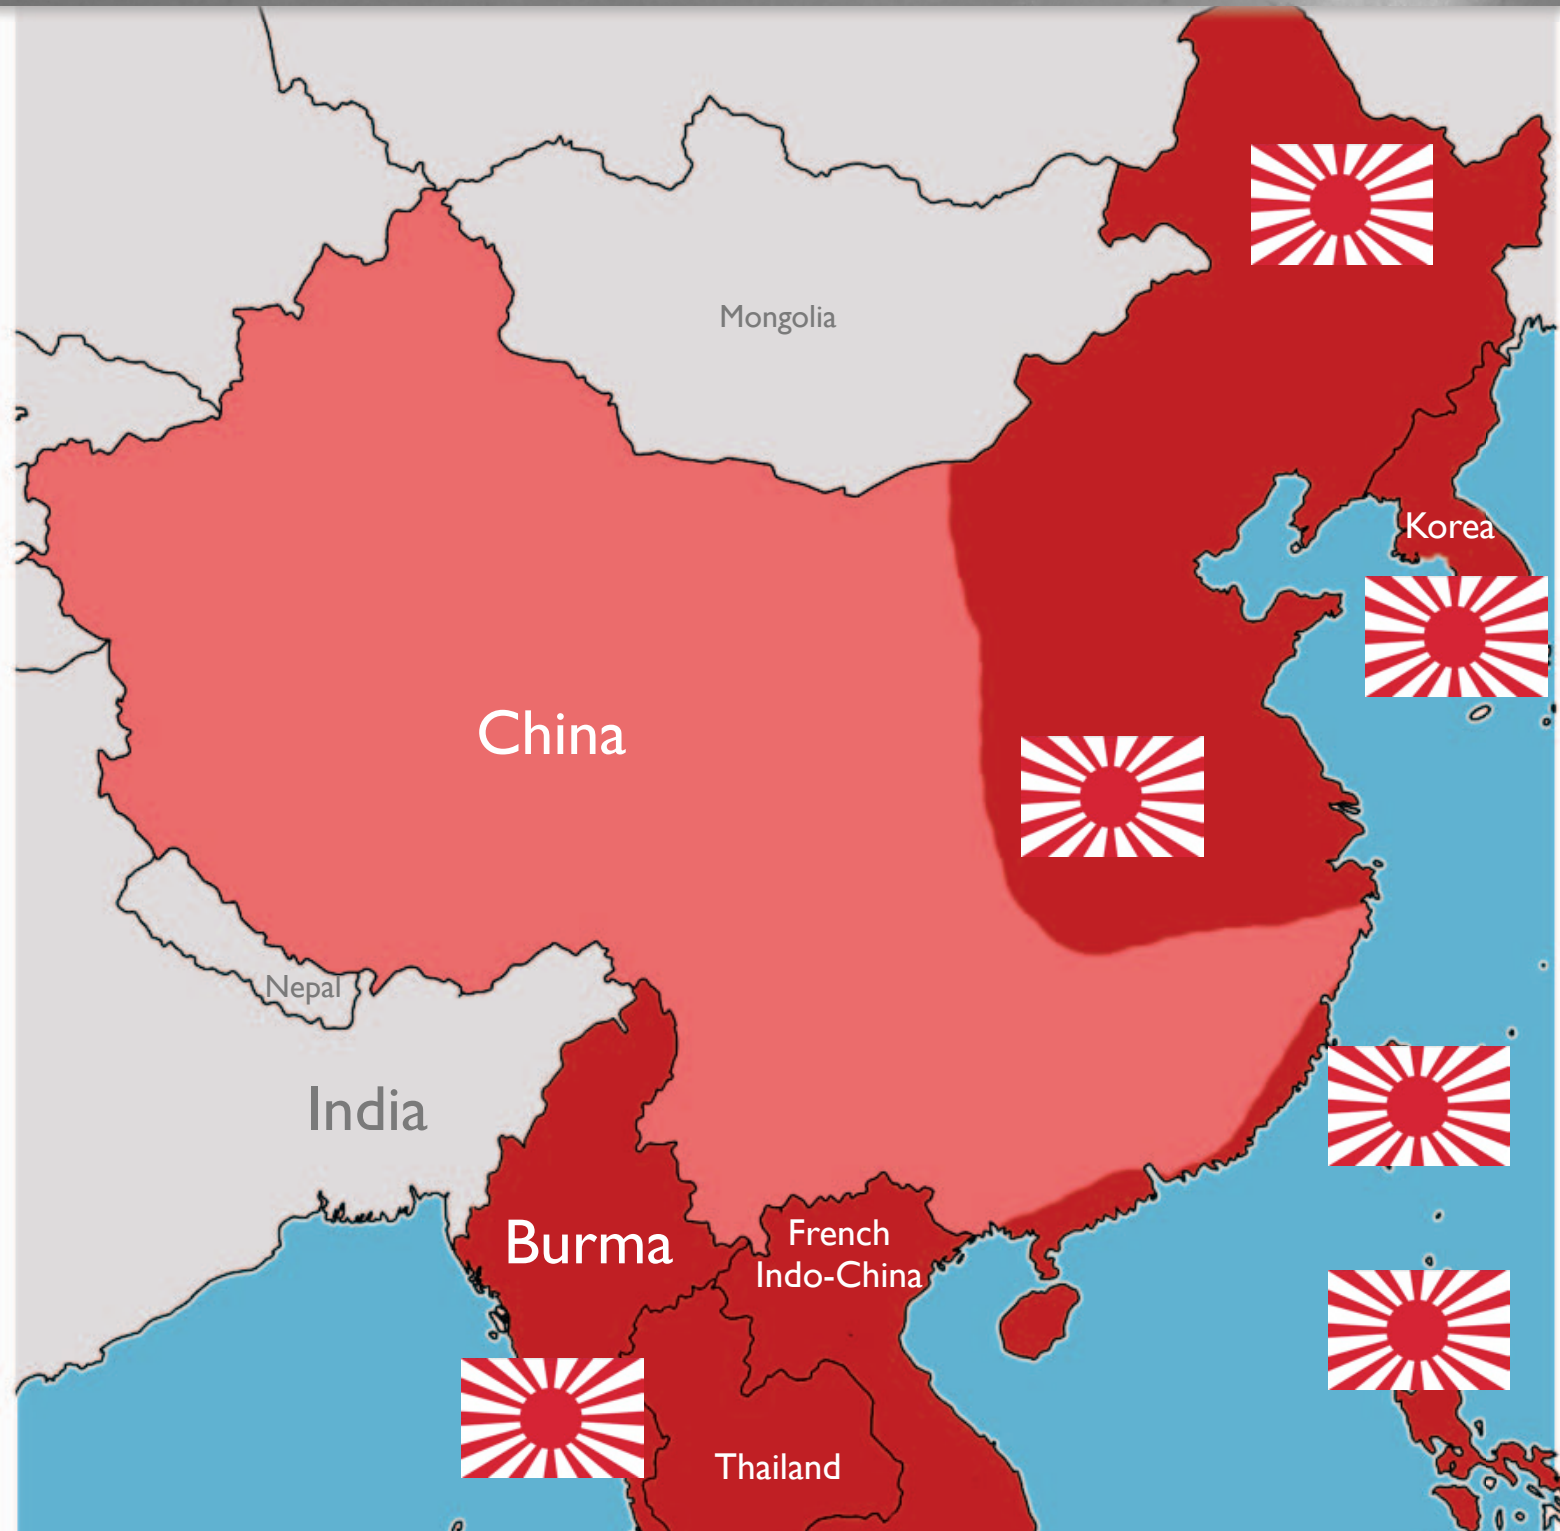 Mongolia
Korea
China
Nepal
India
Burma
French
Indo-China
Thailand